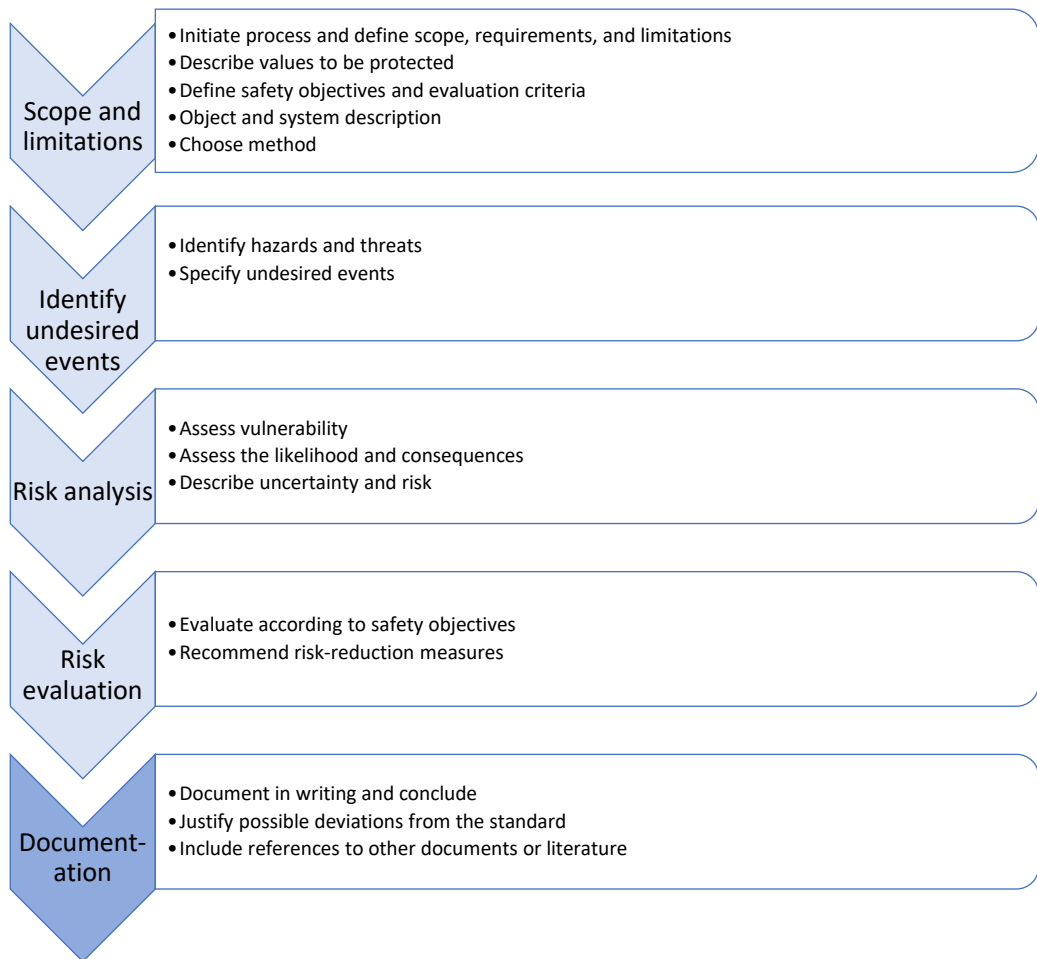 Scope and
limitations
•Initiate process and define scope, requirements, and limitations
•Describe values to be protected
•Define safety objectives and evaluation criteria
•Object and system description
•Choose method
Identify
undesired
events
•Identify hazards and threats
•Specify undesired events
Risk analysis
•Assess vulnerability
•Assess the likelihood and consequences
•Describe uncertainty and risk
Risk
evaluation
•Evaluate according to safety objectives
•Recommend risk-reduction measures
Document-
ation
•Document in writing and conclude
•Justify possible deviations from the standard
•Include references to other documents or literature